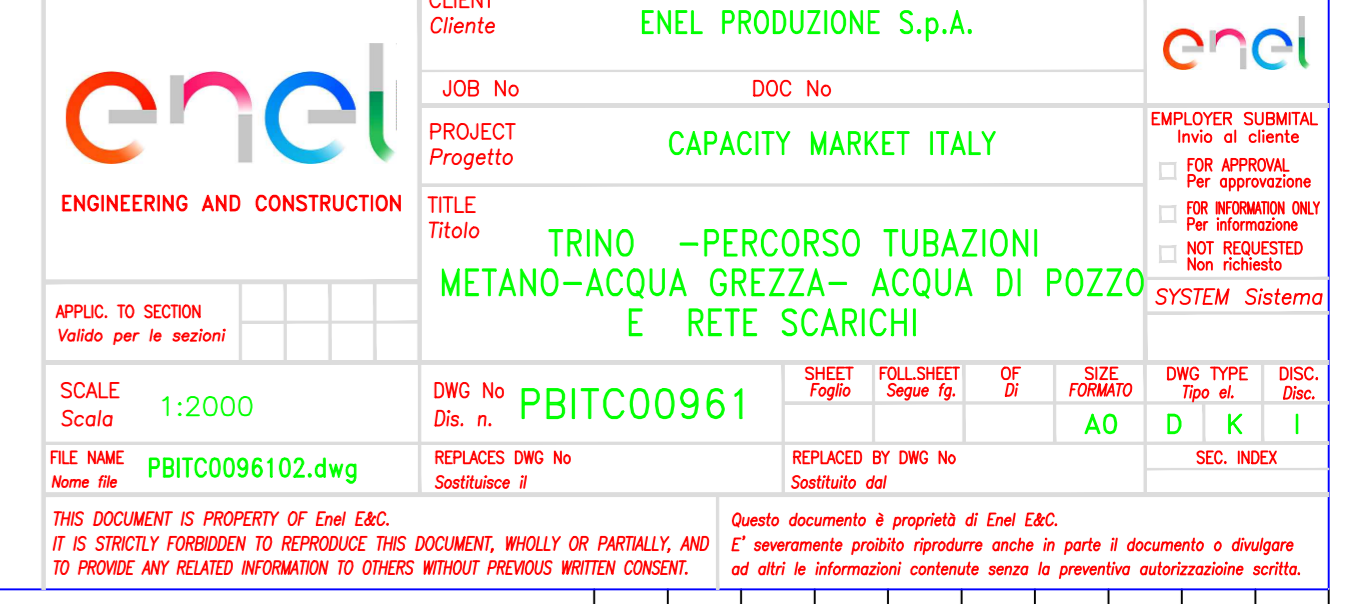 CLIENT
Cliente
ENEL PRODUZIONE S.p.A.
enel
enel
JOB No
DOC No
PROJECT
Progetto
CAPACITY MARKET ITALY
EMPLOYER SUBMITAL
Invio al cliente
FOR APPROVAL
Per approvazione
FOR INFORMATION ONLY
Per informazione
NOT REQUESTED
Non richiesto
ENGINEERING AND CONSTRUCTION
TITLE
Titolo
TRINO -PERCORSO TUBAZIONI
METANO-ACQUA GREZZA- ACQUA DI POZZO
E RETE SCARICHI
SYSTEM Sistema
APPLIC. TO SECTION
Valido per le sezioni
SCALE
Scala
1:2000
DWG No
Dis. n.
PBITC00961
SHEET
Foglio
FOLL.SHEET
Segue fg.
OF
Di
SIZE
FORMATO
A0
DWG TYPE
Tipo el.
D K
DISC.
Disc.
I
FILE NAME
Nome file
PBITC0096102.dwg
REPLACES DWG No
Sostituisce il
REPLACED BY DWG No
Sostituito dal
SEC. INDEX
THIS DOCUMENT IS PROPERTY OF Enel E&C.
IT IS STRICTLY FORBIDDEN TO REPRODUCE THIS DOCUMENT, WHOLLY OR PARTIALLY, AND
TO PROVIDE ANY RELATED INFORMATION TO OTHERS WITHOUT PREVIOUS WRITTEN CONSENT.
Questo documento è proprietà di Enel E&C.
E' severamente proibito riprodurre anche in parte il documento o divulgare
ad altri le informazioni contenute senza la preventiva autorizzazioine scritta.